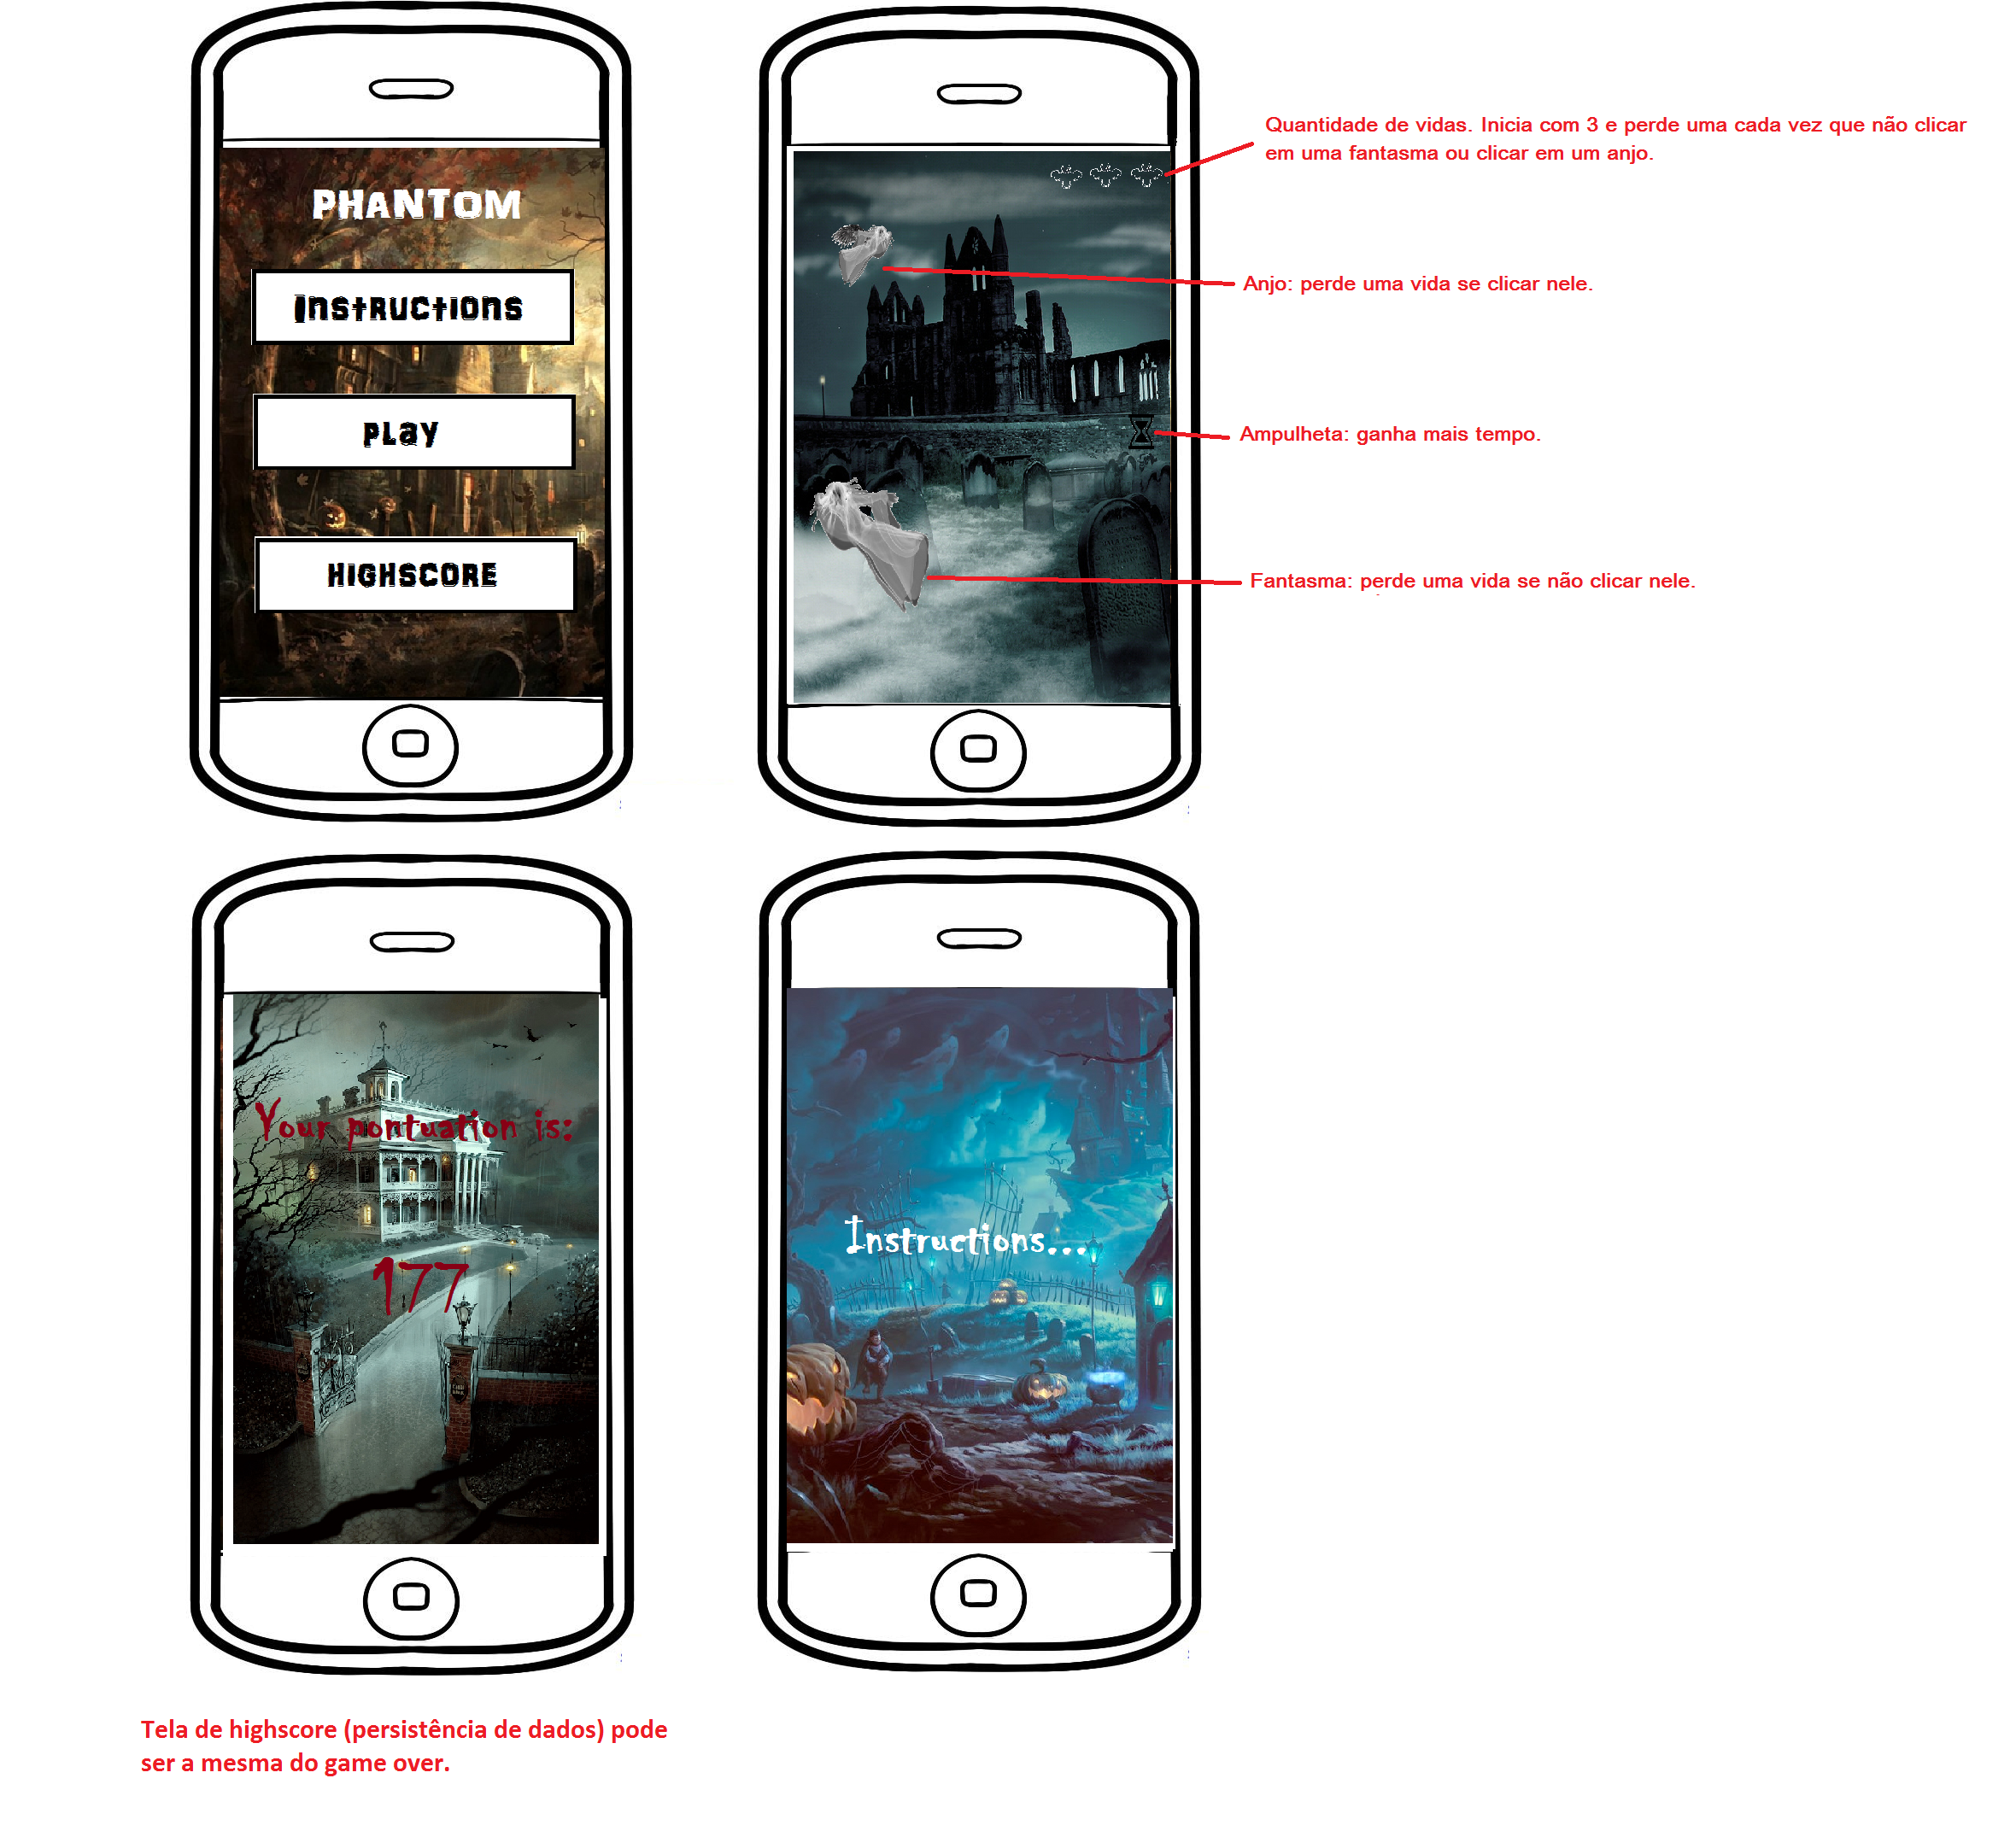 PHANTOM
Instructions
Play
HIGHSCORE
Quantidade de vidas. Inicia com 3 e perde uma cada vez que não clicar
em uma fantasma ou clicar em um anjo.
Anjo: perde uma vida se clicar nele.
Ampulheta: ganha mais tempo.
Fantasma: perde uma vida se não clicar nele.
Your pontuation is:
177
Instructions...
Tela de highscore (persistência de dados) pode
ser a mesma do game over.